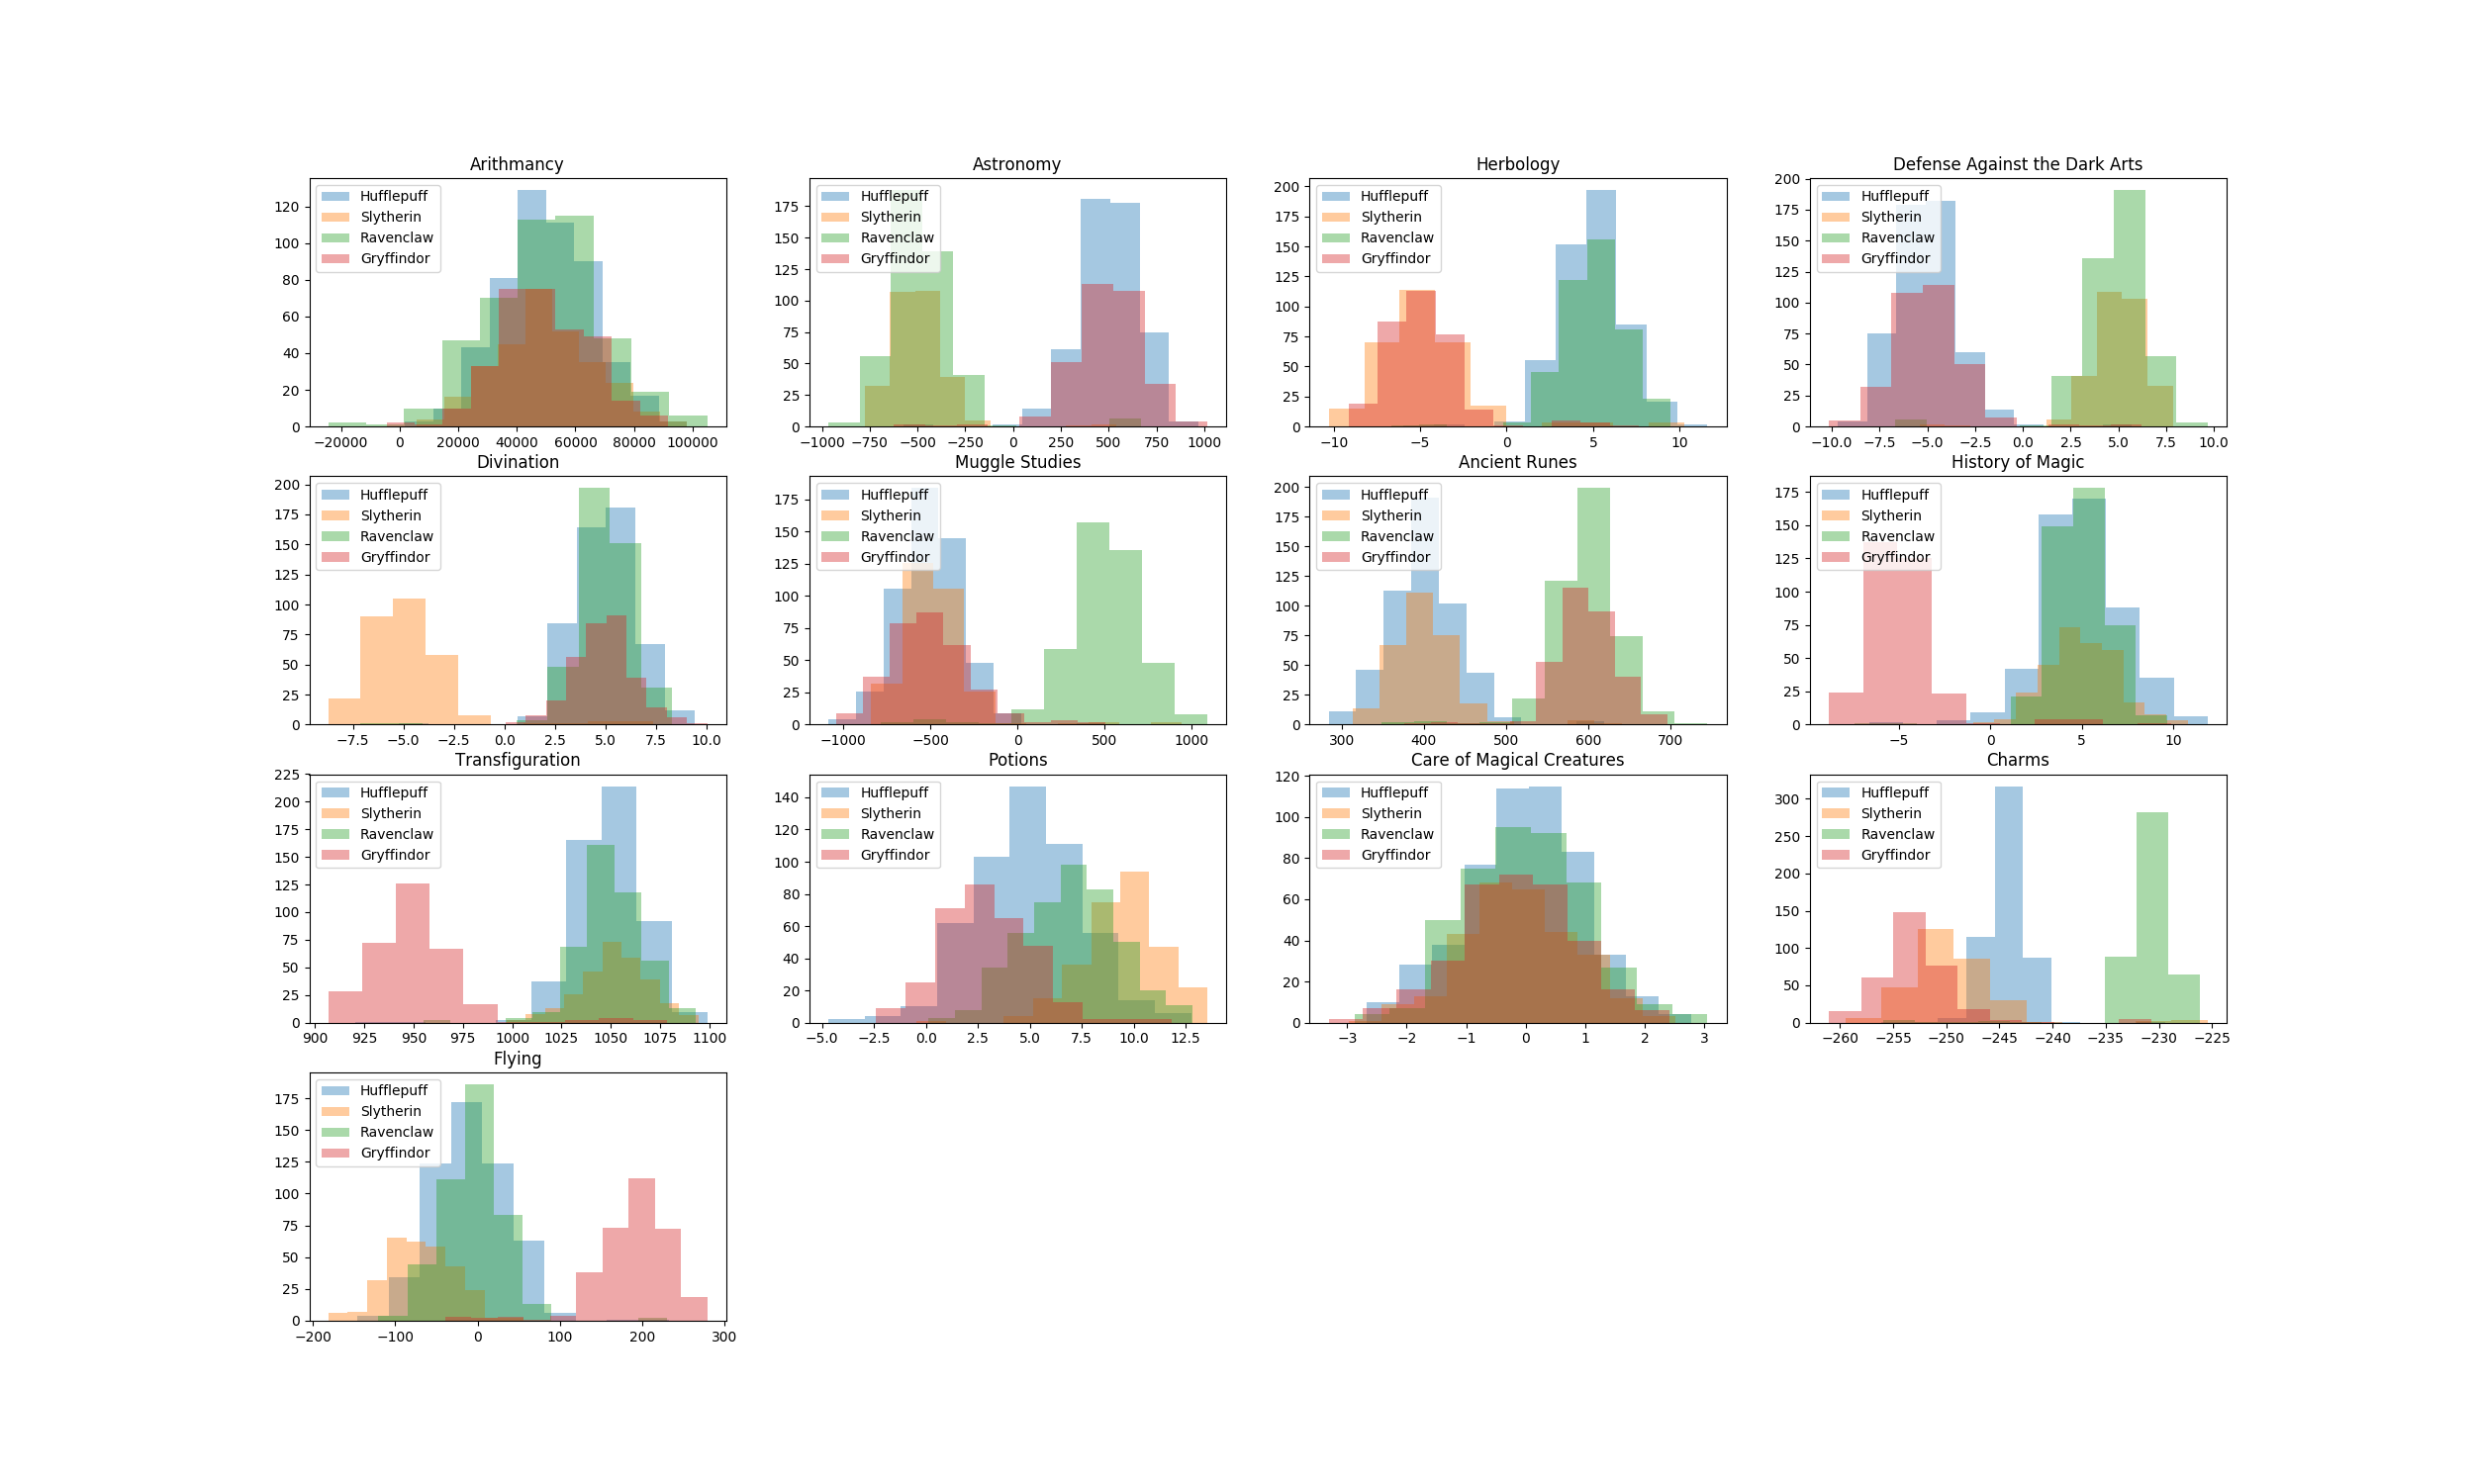 Arithmancy
Hufflepuff
Slytherin
Ravenclaw
Gryffindor
120
100
80
60
40
20
0
−20000 0 20000 40000 60000 80000 100000
Astronomy
Hufflepuff
Slytherin
Ravenclaw
Gryffindor
175
150
125
100
75
50
25
0
−1000 −750 −500 −250 0 250 500 750 1000
Herbology
Hufflepuff
Slytherin
Ravenclaw
Gryffindor
200
175
150
125
100
75
50
25
0
−10 −5 0 5 10
Defense Against the Dark Arts
Hufflepuff
Slytherin
Ravenclaw
Gryffindor
200
175
150
125
100
75
50
25
0
−10.0 −7.5 −5.0 −2.5 0.0 2.5 5.0 7.5 10.0
Divination
Hufflepuff
Slytherin
Ravenclaw
Gryffindor
200
175
150
125
100
75
50
25
0
−7.5 −5.0 −2.5 0.0 2.5 5.0 7.5 10.0
Muggle Studies
Hufflepuff
Slytherin
Ravenclaw
Gryffindor
175
150
125
100
75
50
25
0
−1000 −500 0 500 1000
Ancient Runes
Hufflepuff
Slytherin
Ravenclaw
Gryffindor
200
175
150
125
100
75
50
25
0
300 400 500 600 700
History of Magic
Hufflepuff
Slytherin
Ravenclaw
Gryffindor
175
150
125
100
75
50
25
0
−5 0 5 10
Transfiguration
Hufflepuff
Slytherin
Ravenclaw
Gryffindor
225
200
175
150
125
100
75
50
25
0
900 925 950 975 1000 1025 1050 1075 1100
Potions
Hufflepuff
Slytherin
Ravenclaw
Gryffindor
140
120
100
80
60
40
20
0
−5.0 −2.5 0.0 2.5 5.0 7.5 10.0 12.5
Care of Magical Creatures
Hufflepuff
Slytherin
Ravenclaw
Gryffindor
120
100
80
60
40
20
0
−3 −2 −1 0 1 2 3
Charms
Hufflepuff
Slytherin
Ravenclaw
Gryffindor
300
250
200
150
100
50
0
−260 −255 −250 −245 −240 −235 −230 −225
Flying
Hufflepuff
Slytherin
Ravenclaw
Gryffindor
175
150
125
100
75
50
25
0
−200 −100 0 100 200 300